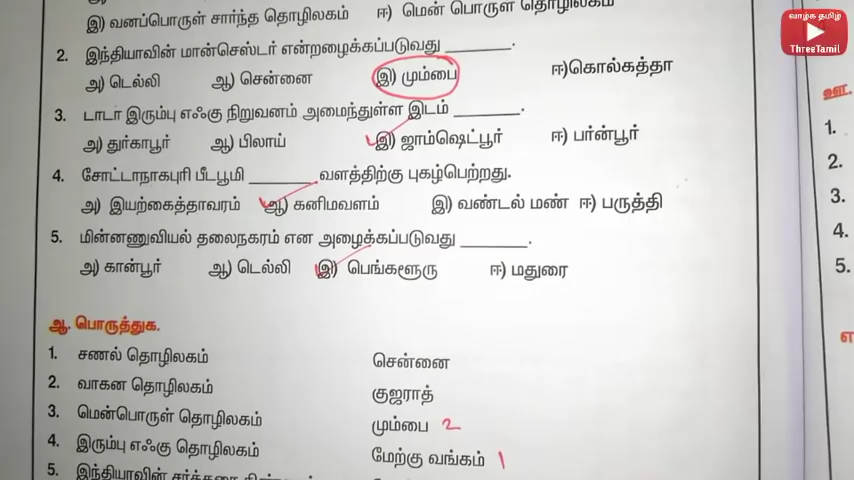 இ) வனப்பொருள் சார்ந்த தொழிலகம் ஈ) மென் பொருள் தொழிலகம்
2. இந்தியாவின் மான்செஸ்டர் என்றழைக்கப்படுவது ________.
அ) டெல்லி ஆ) சென்னை இ) மும்பை ஈ)கொல்கத்தா
3. டாடா இரும்பு எஃகு நிறுவனம் அமைந்துள்ள இடம் ________.
அ) துர்காபூர் ஆ) பிலாய் இ) ஜாம்ஷெட்பூர் ஈ) பர்ன்பூர்
4. சோட்டாநாகபுரி பீடபூமி ________ வளத்திற்கு புகழ்பெற்றது.
அ) இயற்கைத்தாவரம் ஆ) கனிமவளம் இ) வண்டல் மண் ஈ) பருத்தி
5. மின்னணுவியல் தலைநகரம் என அழைக்கப்படுவது ________.
அ) கான்பூர் ஆ) டெல்லி இ) பெங்களூரு ஈ) மதுரை
ஆ. பொருத்துக.
1. சணல் தொழிலகம் சென்னை
2. வாகன தொழிலகம் குஜராத்
3. மென்பொருள் தொழிலகம் மும்பை 2
4. இரும்பு எஃகு தொழிலகம் மேற்கு வங்கம் 1
5. இந்தியாவின்
வாழ்க தமிழ்
ThreeTamil
ஊ.
1.
2.
3.
4.
5.
எ